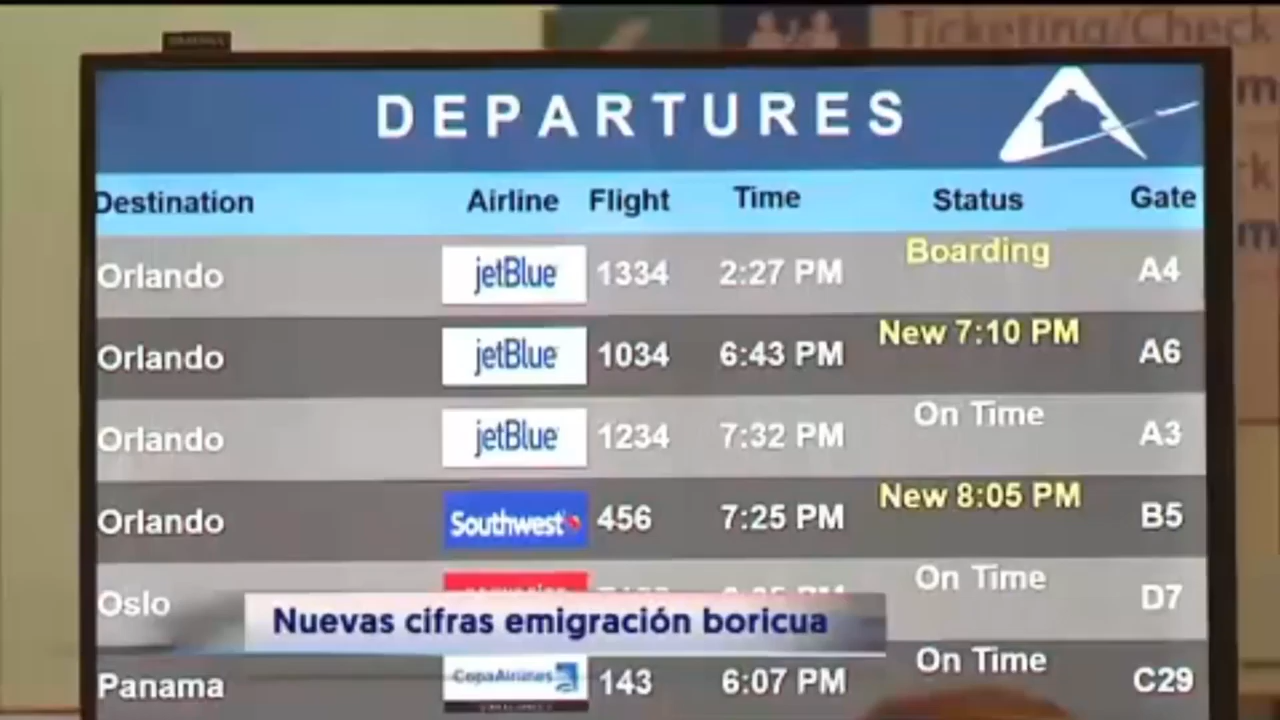 Ticketing/Check
DEPARTURES
Destination Airline Flight Time Status Gate
Orlando jetBlue 1334 2:27 PM Boarding A4
Orlando jetBlue 1034 6:43 PM New 7:10 PM A6
Orlando jetBlue 1234 7:32 PM On Time A3
Orlando Southwest 456 7:25 PM New 8:05 PM B5
Oslo On Time D7
Nuevas cifras emigración boricua
Panama CopaAirlines 143 6:07 PM On Time C29